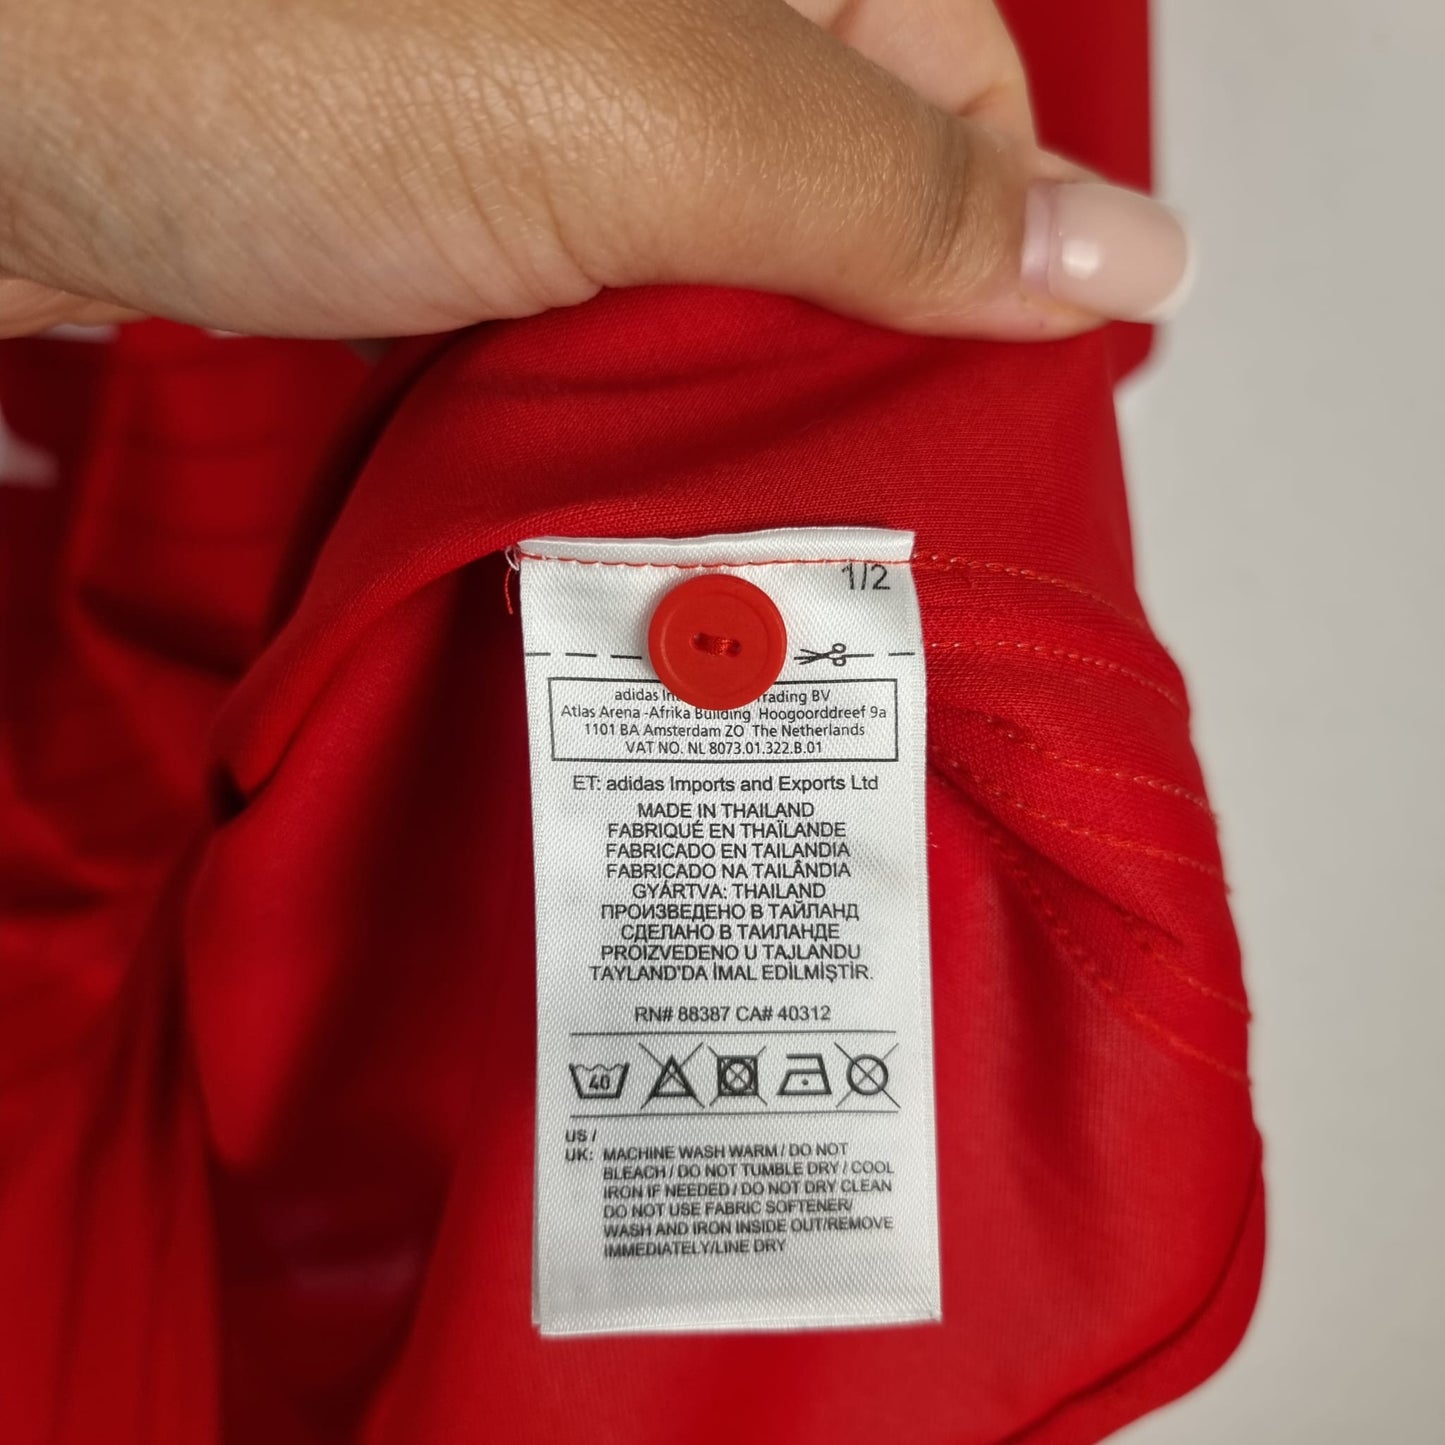 1/2
adidas In rading BV
Atlas Arena -Afrika Building Hoogoorddreef 9a
1101 BA Amsterdam ZO The Netherlands
VAT NO. NL 8073.01.322.B.01
ET: adidas Imports and Exports Ltd
MADE IN THAILAND
FABRIQUÉ EN THAÏLANDE
FABRICADO EN TAILANDIA
FABRICADO NA TAILÂNDIA
GYÁRTVA: THAILAND
ПРОИЗВЕДЕНО В ТАЙЛАНД
СДЕЛАНО В ТАИЛАНДЕ
PROIZVEDENO U TAJLANDU
TAYLAND'DA İMAL EDİLMİŞTİR.
RN# 88387 CA# 40312
40
US /
UK: MACHINE WASH WARM / DO NOT
BLEACH / DO NOT TUMBLE DRY / COOL
IRON IF NEEDED / DO NOT DRY CLEAN
DO NOT USE FABRIC SOFTENER/
WASH AND IRON INSIDE OUT/REMOVE
IMMEDIATELY/LINE DRY